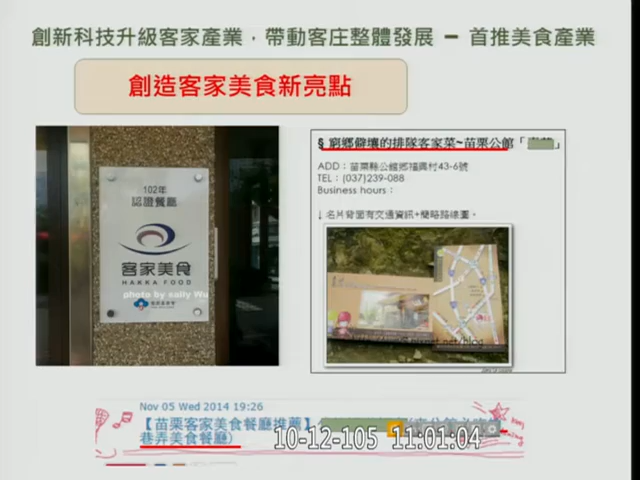 創新科技升級客家產業，帶動客庄整體發展 － 首推美食產業
創造客家美食新亮點
102年
認證餐廳
客家美食
HAKKA FOOD
photo by sally Wu
§ 窮鄉僻壤的排隊客家菜~苗栗公館「
ADD：苗栗縣公館鄉福興村43-6號
TEL：(037)239-088
Business hours：
↓名片背面有交通資訊+簡略路線圖。
Nov 05 Wed 2014 19:26
【苗栗客家美食餐廳推薦】
巷弄美食餐廳)
10-12-105 11:01:04